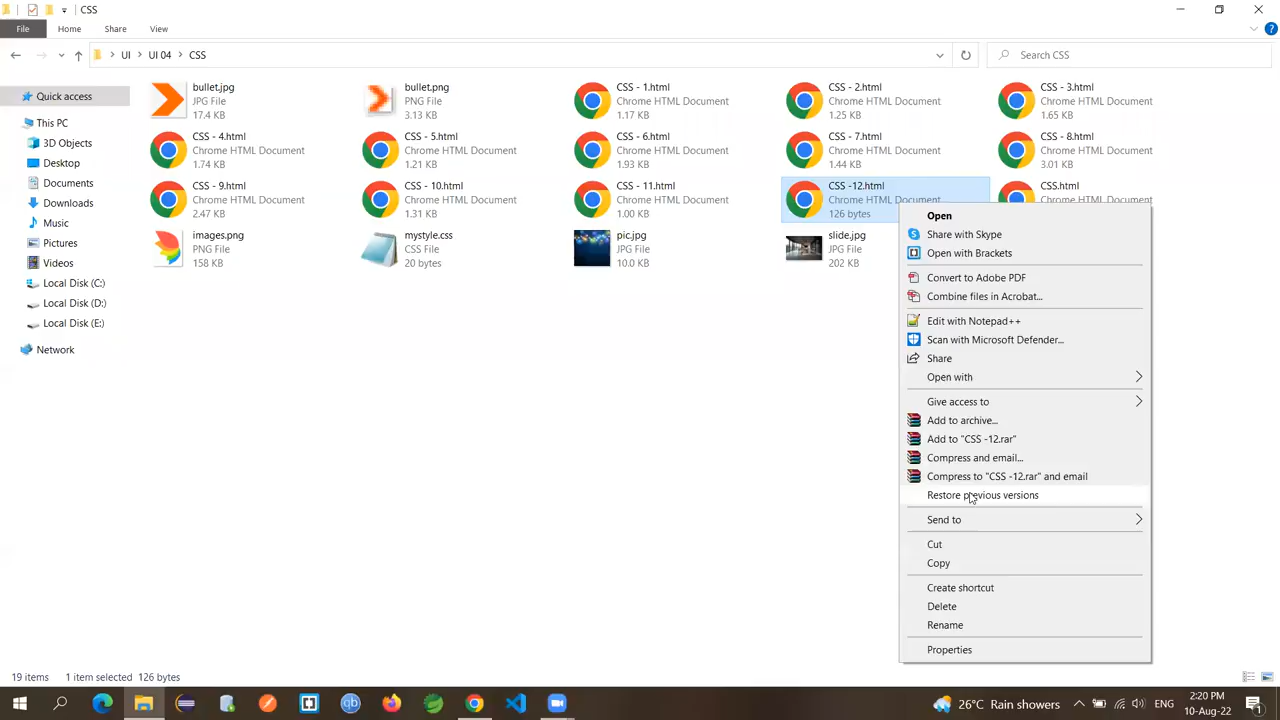 CSS
File
Home
Share
View
UI
UI 04
CSS
Search CSS
Quick access
This PC
3D Objects
Desktop
Documents
Downloads
Music
Pictures
Videos
Local Disk (C:)
Local Disk (D:)
Local Disk (E:)
Network
bullet.jpg
JPG File
17.4 KB
bullet.png
PNG File
3.13 KB
CSS - 1.html
Chrome HTML Document
1.17 KB
CSS - 2.html
Chrome HTML Document
1.25 KB
CSS - 3.html
Chrome HTML Document
1.65 KB
CSS - 4.html
Chrome HTML Document
1.74 KB
CSS - 5.html
Chrome HTML Document
1.21 KB
CSS - 6.html
Chrome HTML Document
1.93 KB
CSS - 7.html
Chrome HTML Document
1.44 KB
CSS - 8.html
Chrome HTML Document
3.01 KB
CSS - 9.html
Chrome HTML Document
2.47 KB
CSS - 10.html
Chrome HTML Document
1.31 KB
CSS - 11.html
Chrome HTML Document
1.00 KB
CSS -12.html
Chrome HTML Document
126 bytes
CSS.html
Chrome HTML Document
images.png
PNG File
158 KB
mystyle.css
CSS File
20 bytes
pic.jpg
JPG File
10.0 KB
slide.jpg
JPG File
202 KB
Open
Share with Skype
Open with Brackets
Convert to Adobe PDF
Combine files in Acrobat...
Edit with Notepad++
Scan with Microsoft Defender...
Share
Open with
Give access to
Add to archive...
Add to "CSS -12.rar"
Compress and email...
Compress to "CSS -12.rar" and email
Restore previous versions
Send to
Cut
Copy
Create shortcut
Delete
Rename
Properties
19 items
1 item selected 126 bytes
26°C Rain showers
ENG
2:20 PM
10-Aug-22